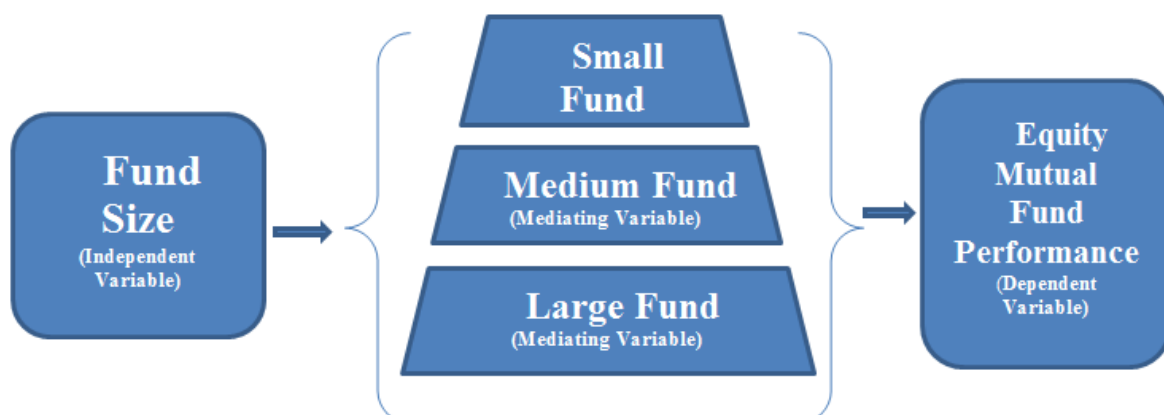 Fund
Size
(Independent
Variable)
Small
Fund
Medium Fund
(Mediating Variable)
Large Fund
(Mediating Variable)
Equity
Mutual
Fund
Performance
(Dependent
Variable)